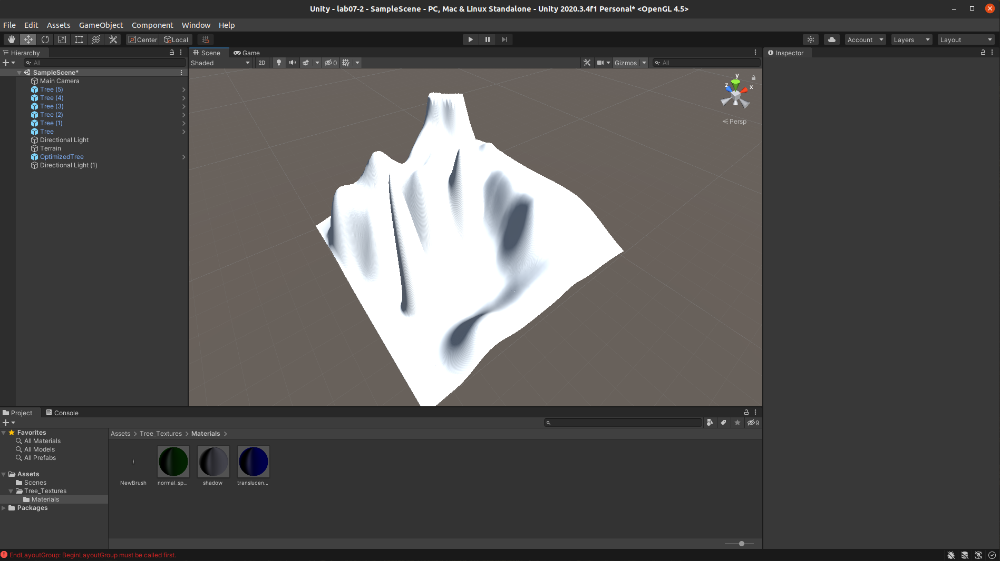 Unity - lab07-2 - SampleScene - PC, Mac & Linux Standalone - Unity 2020.3.4f1 Personal* <OpenGL 4.5>
File Edit Assets GameObject Component Window Help
Center Local Account Layers Layout
Hierarchy
All
SampleScene*
Main Camera
Tree (5)
Tree (4)
Tree (3)
Tree (2)
Tree (1)
Tree
Directional Light
Terrain
OptimizedTree
Directional Light (1)
Scene Game
Shaded 2D 0 Gizmos All
y
z x
Persp
Inspector
Project Console
9
Favorites
All Materials
All Models
All Prefabs
Assets
Scenes
Tree_Textures
Materials
Packages
Assets > Tree_Textures > Materials >
NewBrush normal_sp... shadow translucen...
EndLayoutGroup: BeginLayoutGroup must be called first.